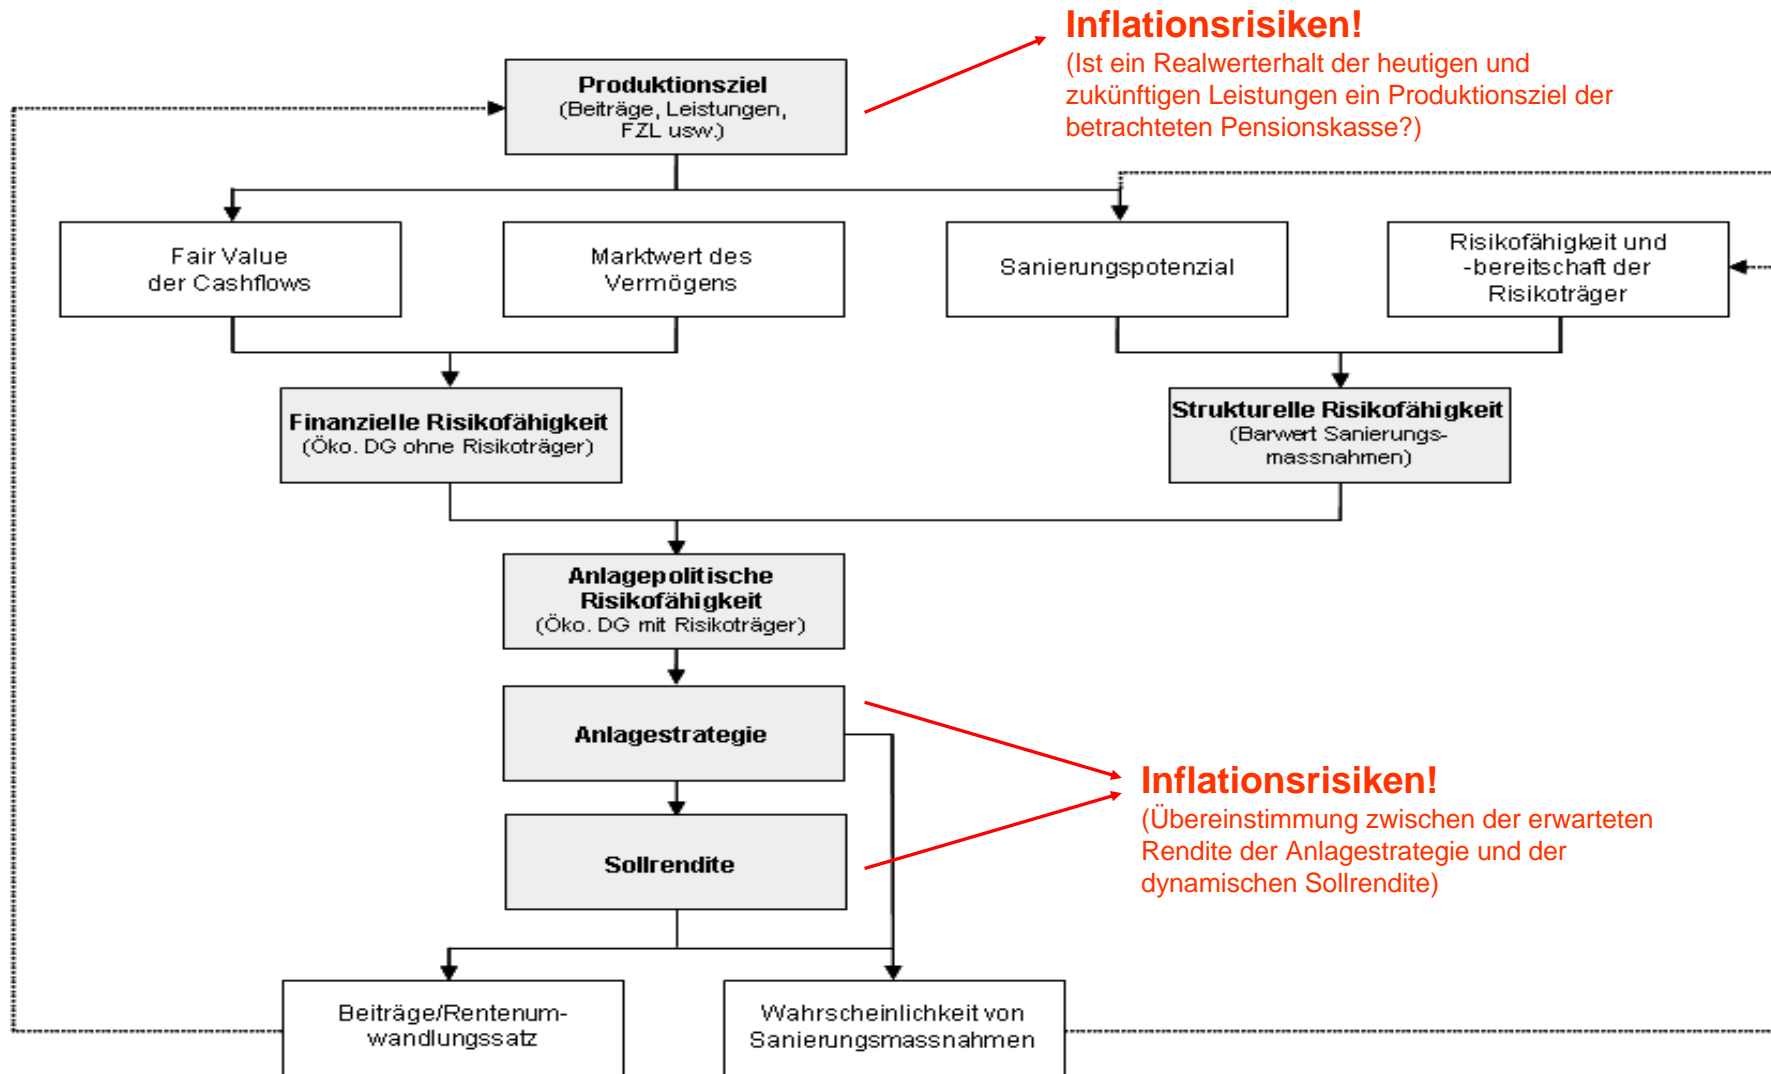 Inflationsrisiken!
(Ist ein Realwerterhalt der heutigen und
zukünftigen Leistungen ein Produktionsziel der
betrachteten Pensionskasse?)
Produktionsziel
(Beiträge, Leistungen,
FZL usw.)
Fair Value
der Cashflows
Marktwert des
Vermögens
Sanierungspotenzial
Risikofähigkeit und
-bereitschaft der
Risikoträger
Finanzielle Risikofähigkeit
(Öko. DG ohne Risikoträger)
Strukturelle Risikofähigkeit
(Barwert Sanierungs-
massnahmen)
Anlagepolitische
Risikofähigkeit
(Öko. DG mit Risikoträger)
Anlagestrategie
Inflationsrisiken!
(Übereinstimmung zwischen der erwarteten
Rendite der Anlagestrategie und der
dynamischen Sollrendite)
Sollrendite
Beiträge/Rentenum-
wandlungssatz
Wahrscheinlichkeit von
Sanierungsmassnahmen